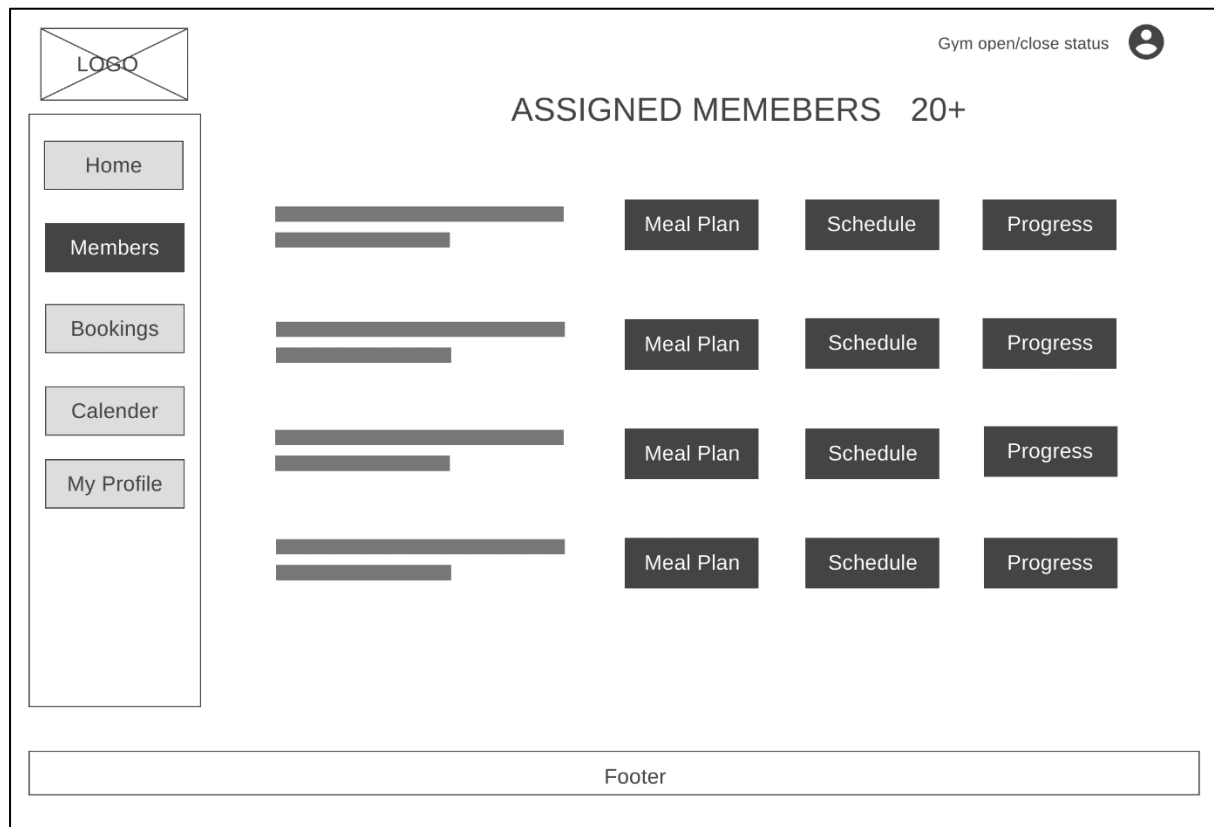 LOGO
Gym open/close status
ASSIGNED MEMEBERS 20+
Home
Members
Bookings
Calender
My Profile
Meal Plan Schedule Progress
Meal Plan Schedule Progress
Meal Plan Schedule Progress
Meal Plan Schedule Progress
Footer